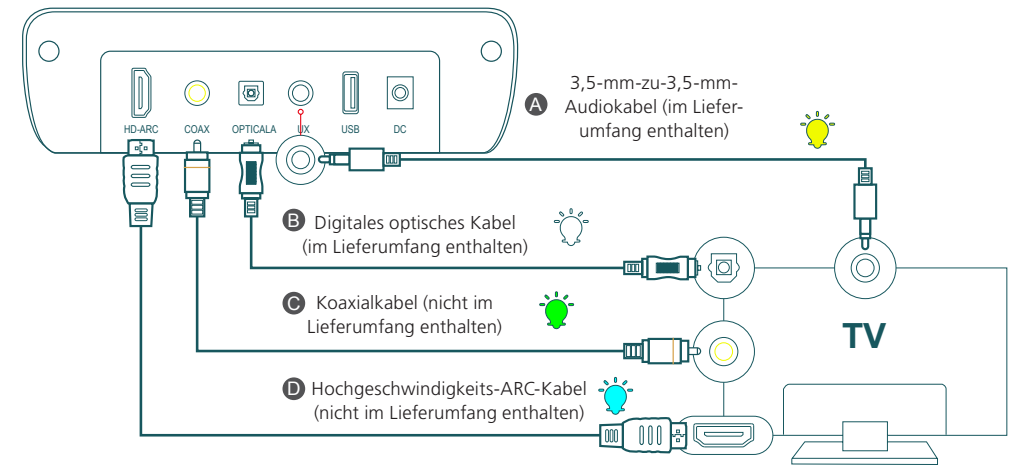 HD-ARC COAX OPTICALA UX USB DC
A 3,5-mm-zu-3,5-mm-
Audiokabel (im Liefer-
umfang enthalten)
B Digitales optisches Kabel
(im Lieferumfang enthalten)
C Koaxialkabel (nicht im
Lieferumfang enthalten)
TV
D Hochgeschwindigkeits-ARC-Kabel
(nicht im Lieferumfang enthalten)